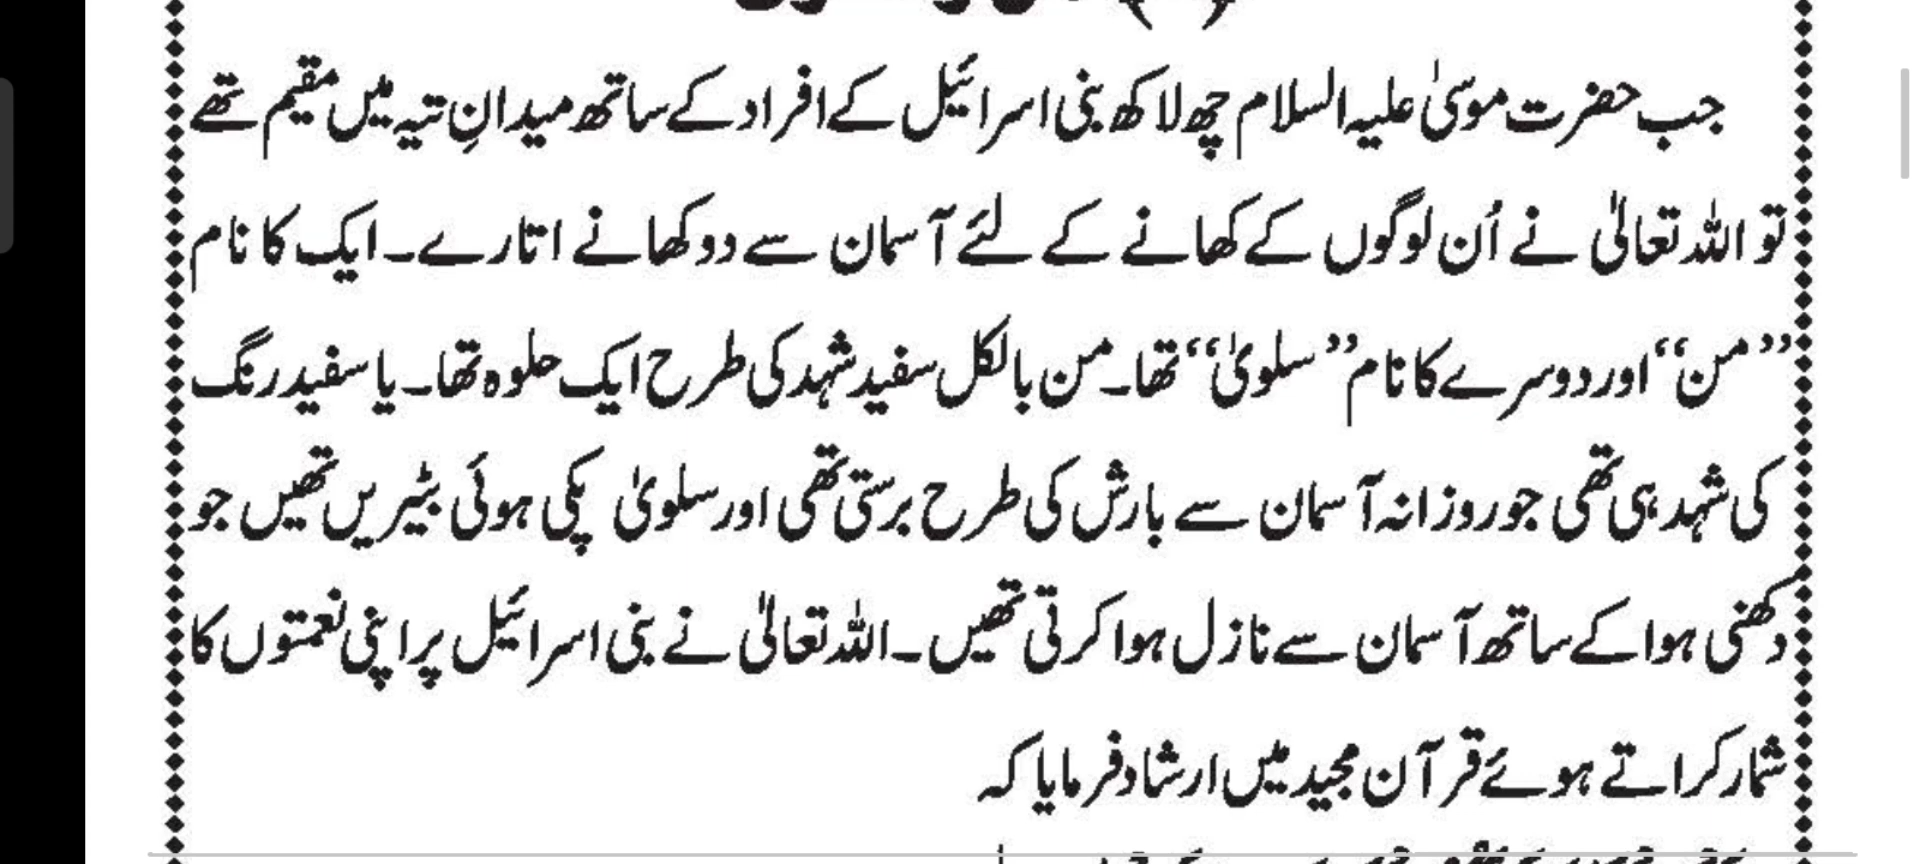 جب حضرت موسیٰ علیہ السلام چھ لاکھ بنی اسرائیل کے افراد کے ساتھ میدانِ تیہ میں مقیم تھے
تو اللہ تعالیٰ نے اُن لوگوں کے کھانے کے لئے آسمان سے دو کھانے اتارے۔ ایک کا نام
’’من‘‘ اور دوسرے کا نام ’’سلویٰ‘‘ تھا۔ من بالکل سفید شہد کی طرح ایک حلوہ تھا۔ یا سفید رنگ
کی شہد ہی تھی جو روزانہ آسمان سے بارش کی طرح برستی تھی اور سلویٰ پکی ہوئی بٹیریں تھیں جو
دکھنی ہوا کے ساتھ آسمان سے نازل ہوا کرتی تھیں۔ اللہ تعالیٰ نے بنی اسرائیل پر اپنی نعمتوں کا
شمار کراتے ہوئے قرآن مجید میں ارشاد فرمایا کہ